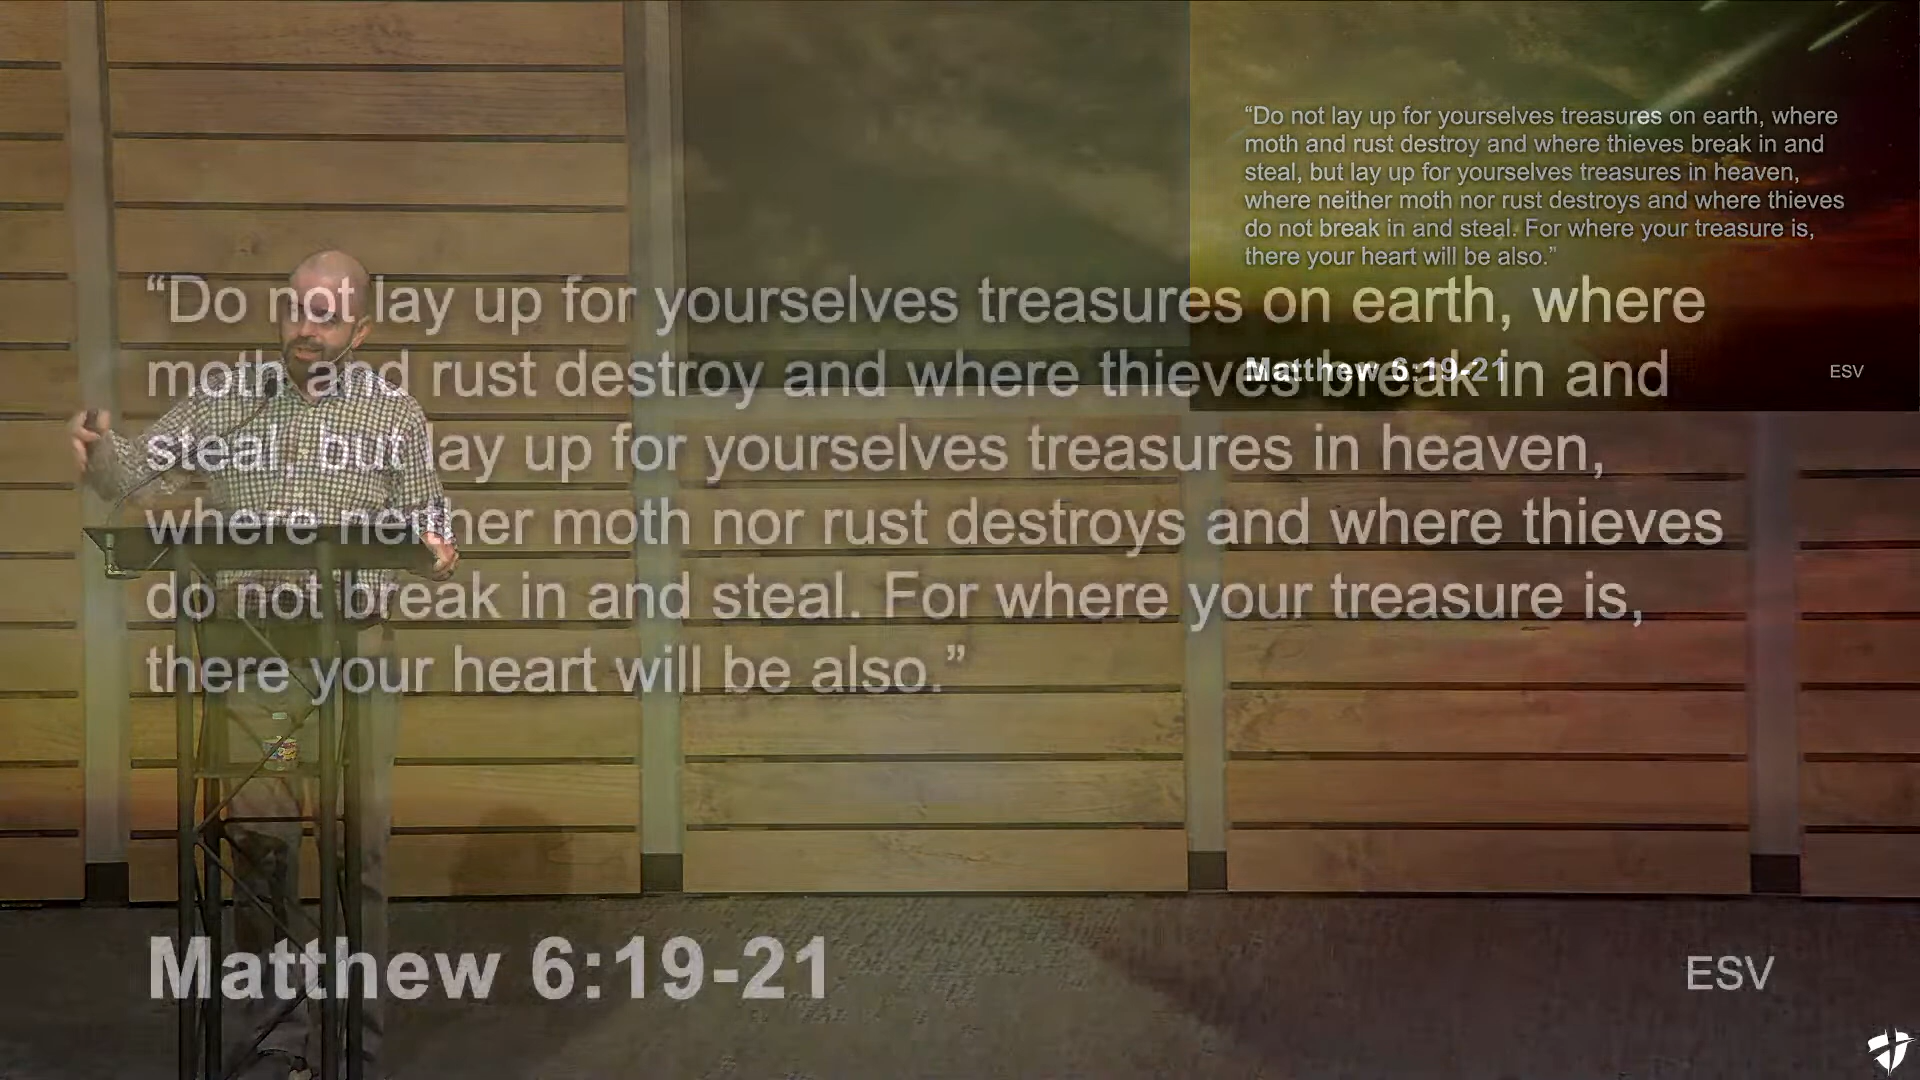 “Do not lay up for yourselves treasures on earth, where
moth and rust destroy and where thieves break in and
steal, but lay up for yourselves treasures in heaven,
where neither moth nor rust destroys and where thieves
do not break in and steal. For where your treasure is,
there your heart will be also.”
Matthew 6:19-21
ESV
“Do not lay up for yourselves treasures on earth, where
moth and rust destroy and where thieves break in and
steal, but lay up for yourselves treasures in heaven,
where neither moth nor rust destroys and where thieves
do not break in and steal. For where your treasure is,
there your heart will be also.”
Matthew 6:19-21
ESV